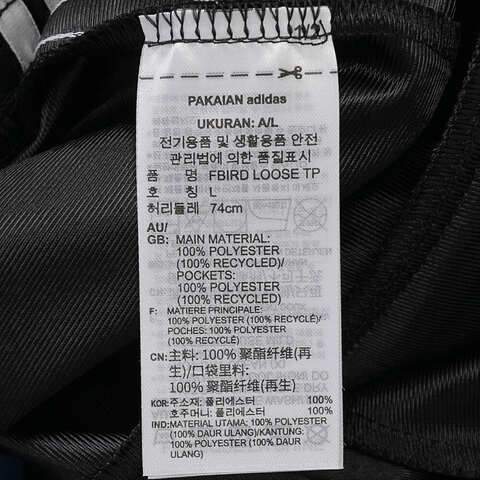 1/2)
PAKAIAN adidas
UKURAN: A/L
전기용품 및 생활용품 안전
관리법에 의한 품질표시
품 명 FBIRD LOOSE TP
호 칭 L
허리둘레 74cm
AU/
GB: MAIN MATERIAL:
100% POLYESTER
(100% RECYCLED)/
POCKETS:
100% POLYESTER
(100% RECYCLED)
F: MATIERE PRINCIPALE:
100% POLYESTER (100% RECYCLÉ)/
POCHES: 100% POLYESTER
(100% RECYCLÉ)
CN: 主料: 100% 聚酯纤维(再
生)/口袋里料:
100% 聚酯纤维(再生)
KOR: 주소재: 폴리에스터 100%
호주머니: 폴리에스터 100%
IND: MATERIAL UTAMA: 100% POLYESTER
(100% DAUR ULANG)/KANTUNG:
100% POLYESTER (100% DAUR
ULANG)